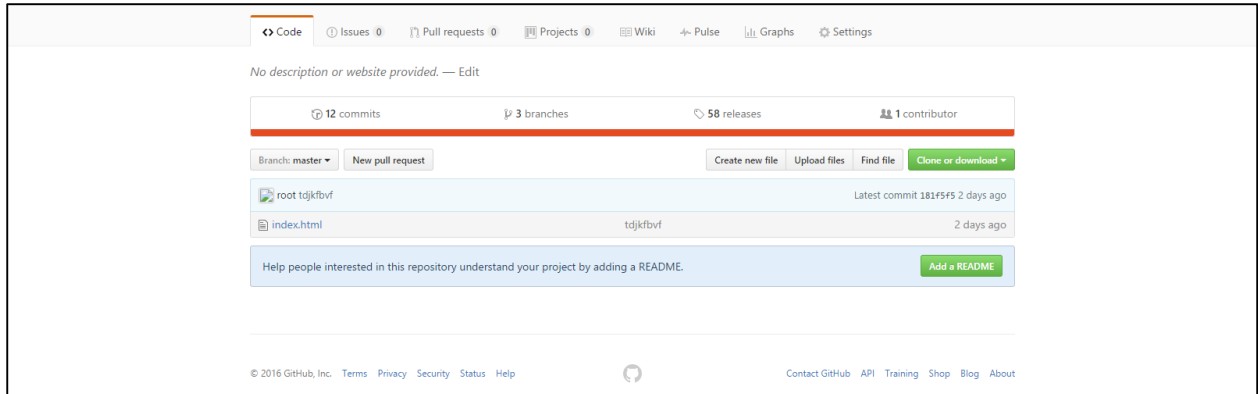 Code Issues 0 Pull requests 0 Projects 0 Wiki Pulse Graphs Settings
No description or website provided. — Edit
12 commits 3 branches 58 releases 1 contributor
Branch: master New pull request Create new file Upload files Find file Clone or download
root tdjkfbvf Latest commit 181f5f5 2 days ago
index.html tdjkfbvf 2 days ago
Help people interested in this repository understand your project by adding a README. Add a README
© 2016 GitHub, Inc. Terms Privacy Security Status Help Contact GitHub API Training Shop Blog About